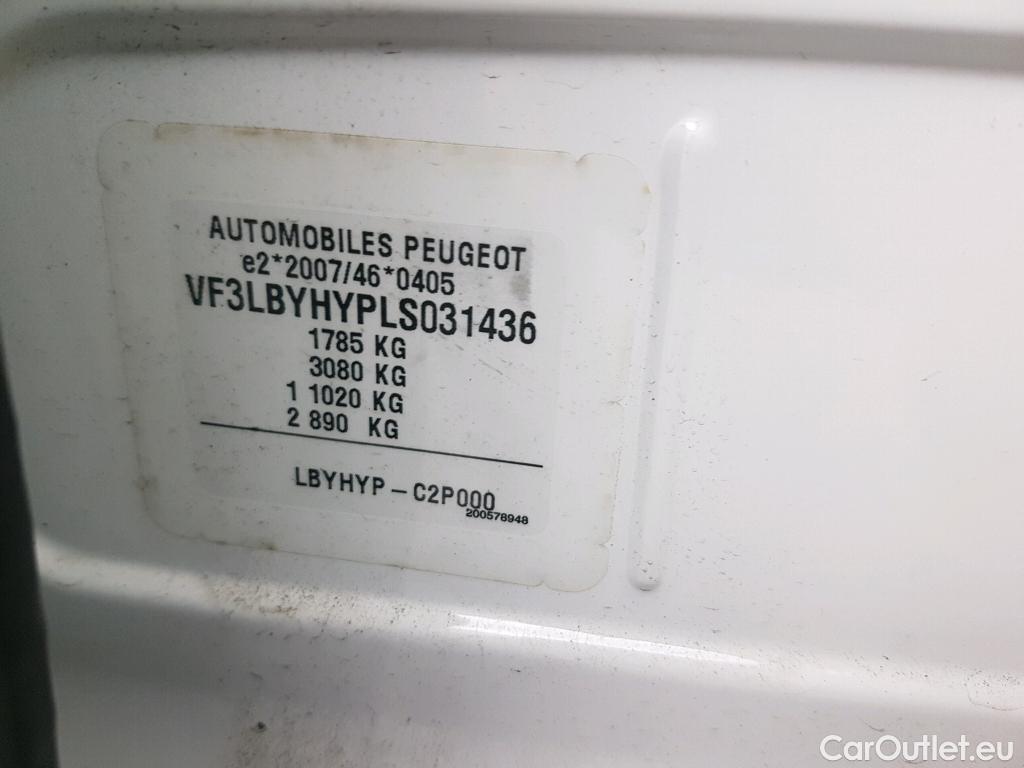 AUTOMOBILES PEUGEOT
e2*2007/46*0405
VF3LBYHYPLS031436
1785 KG
3080 KG
1 1020 KG
2 890 KG
LBYHYP - C2P000
200578948
CarOutlet.eu